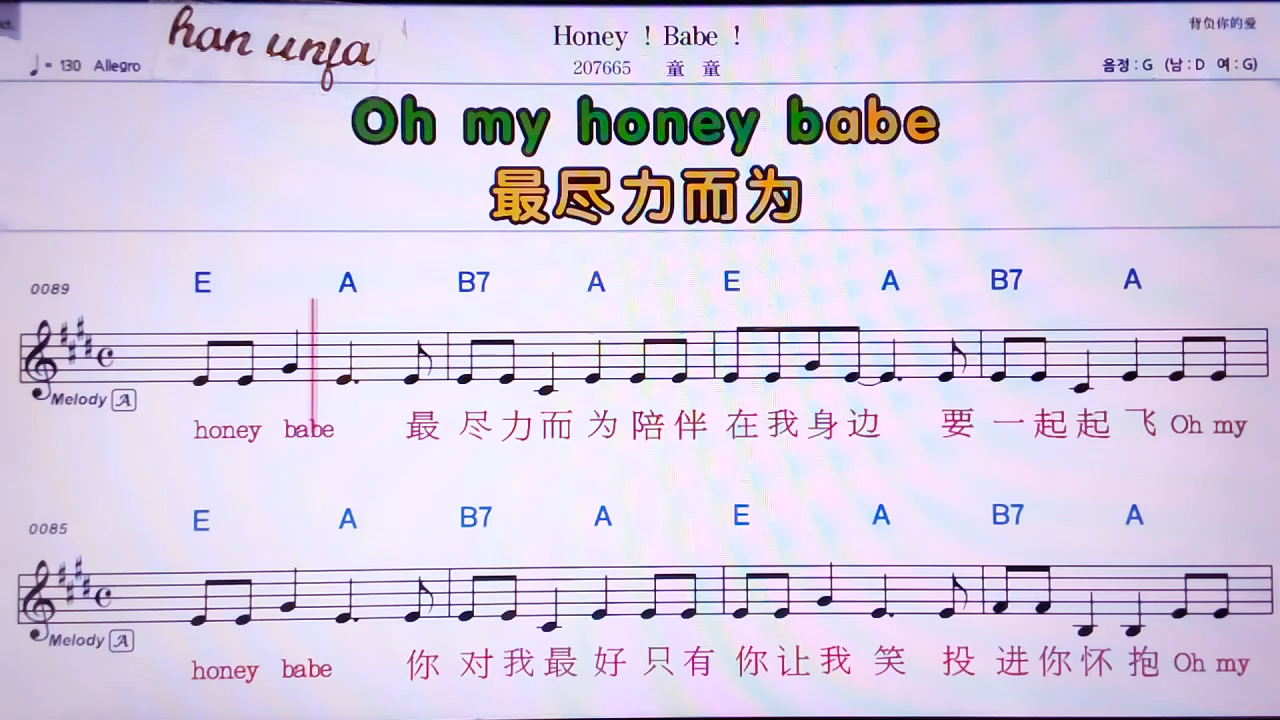 han unfa
Honey ! Babe !
背负你的爱
♩= 130 Allegro
207665 童 童
음정 : G (남 : D 여 : G)
Oh my honey babe
最尽力而为
0089
E A B7 A E A B7 A
Melody A
honey babe 最 尽 力 而 为 陪 伴 在 我 身 边 要 一 起 起 飞 Oh my
0085
E A B7 A E A B7 A
Melody A
honey babe 你 对 我 最 好 只 有 你 让 我 笑 投 进 你 怀 抱 Oh my